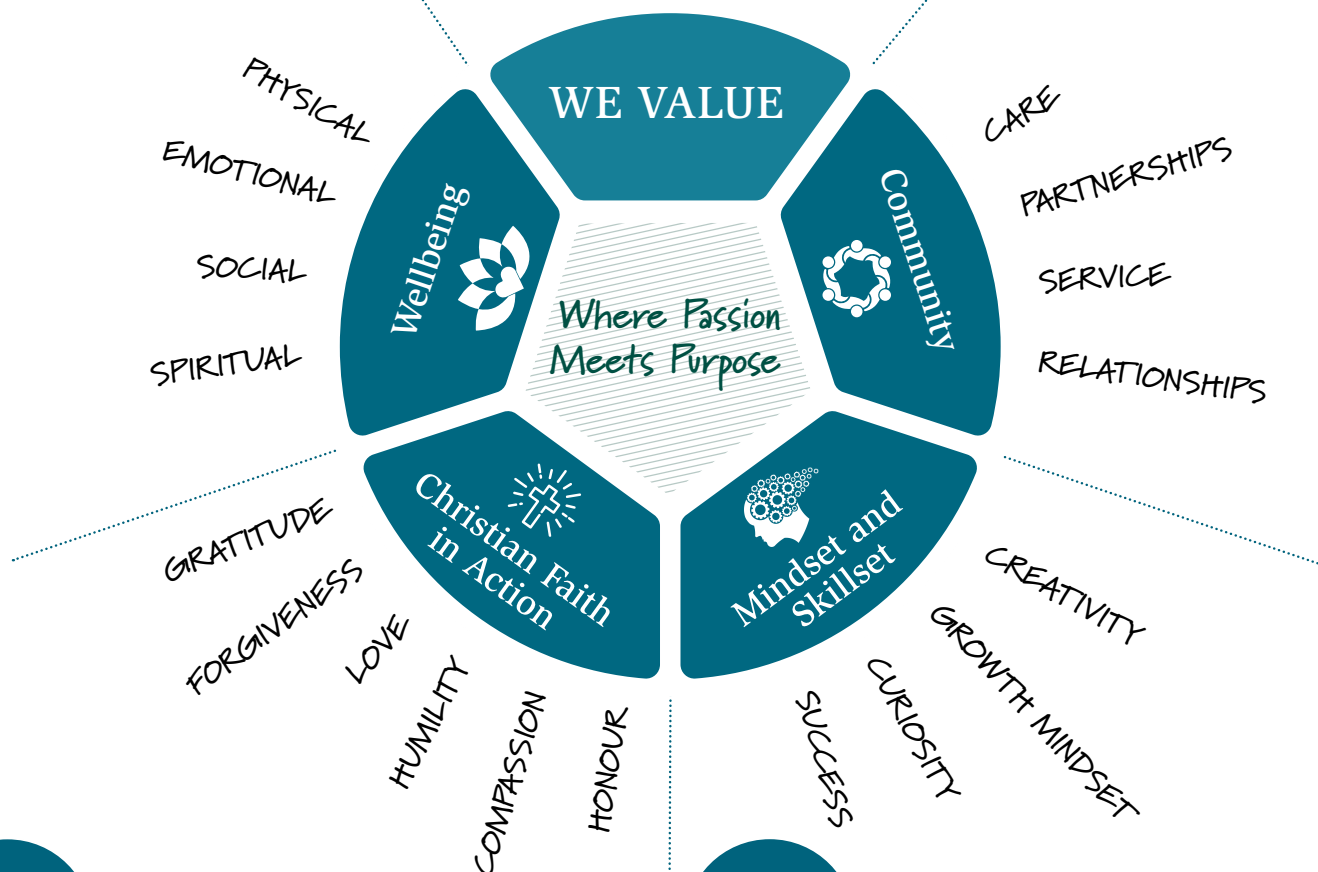 WE VALUE
Where Passion
Meets Purpose
Community
CARE
PARTNERSHIPS
SERVICE
RELATIONSHIPS
Mindset and
Skillset
CREATIVITY
GROWTH MINDSET
CURIOSITY
SUCCESS
Christian Faith
in Action
GRATITUDE
FORGIVENESS
LOVE
HUMILITY
COMPASSION
HONOUR
Wellbeing
PHYSICAL
EMOTIONAL
SOCIAL
SPIRITUAL